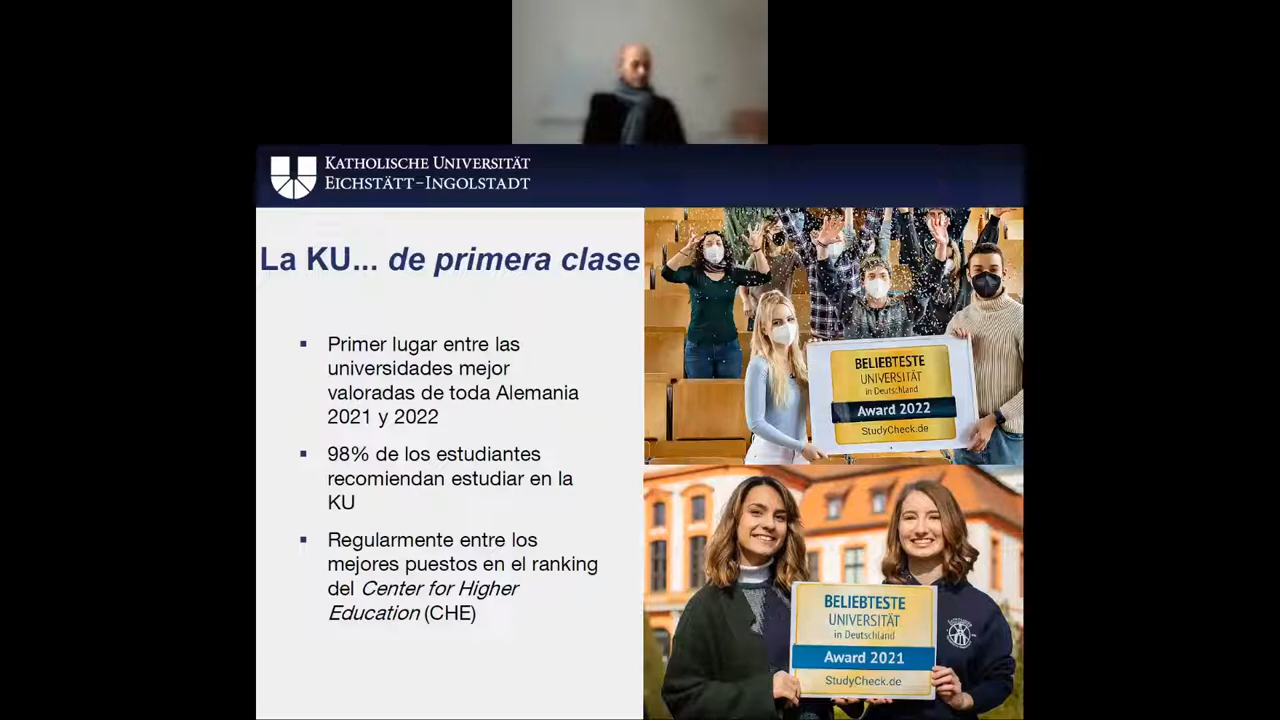 KATHOLISCHE UNIVERSITÄT
EICHSTÄTT-INGOLSTADT
La KU... de primera clase
Primer lugar entre las
universidades mejor
valoradas de toda Alemania
2021 y 2022
98% de los estudiantes
recomiendan estudiar en la
KU
Regularmente entre los
mejores puestos en el ranking
del Center for Higher
Education (CHE)
BELIEBTESTE
UNIVERSITÄT
in Deutschland
Award 2022
StudyCheck.de
BELIEBTESTE
UNIVERSITÄT
in Deutschland
Award 2021
StudyCheck.de